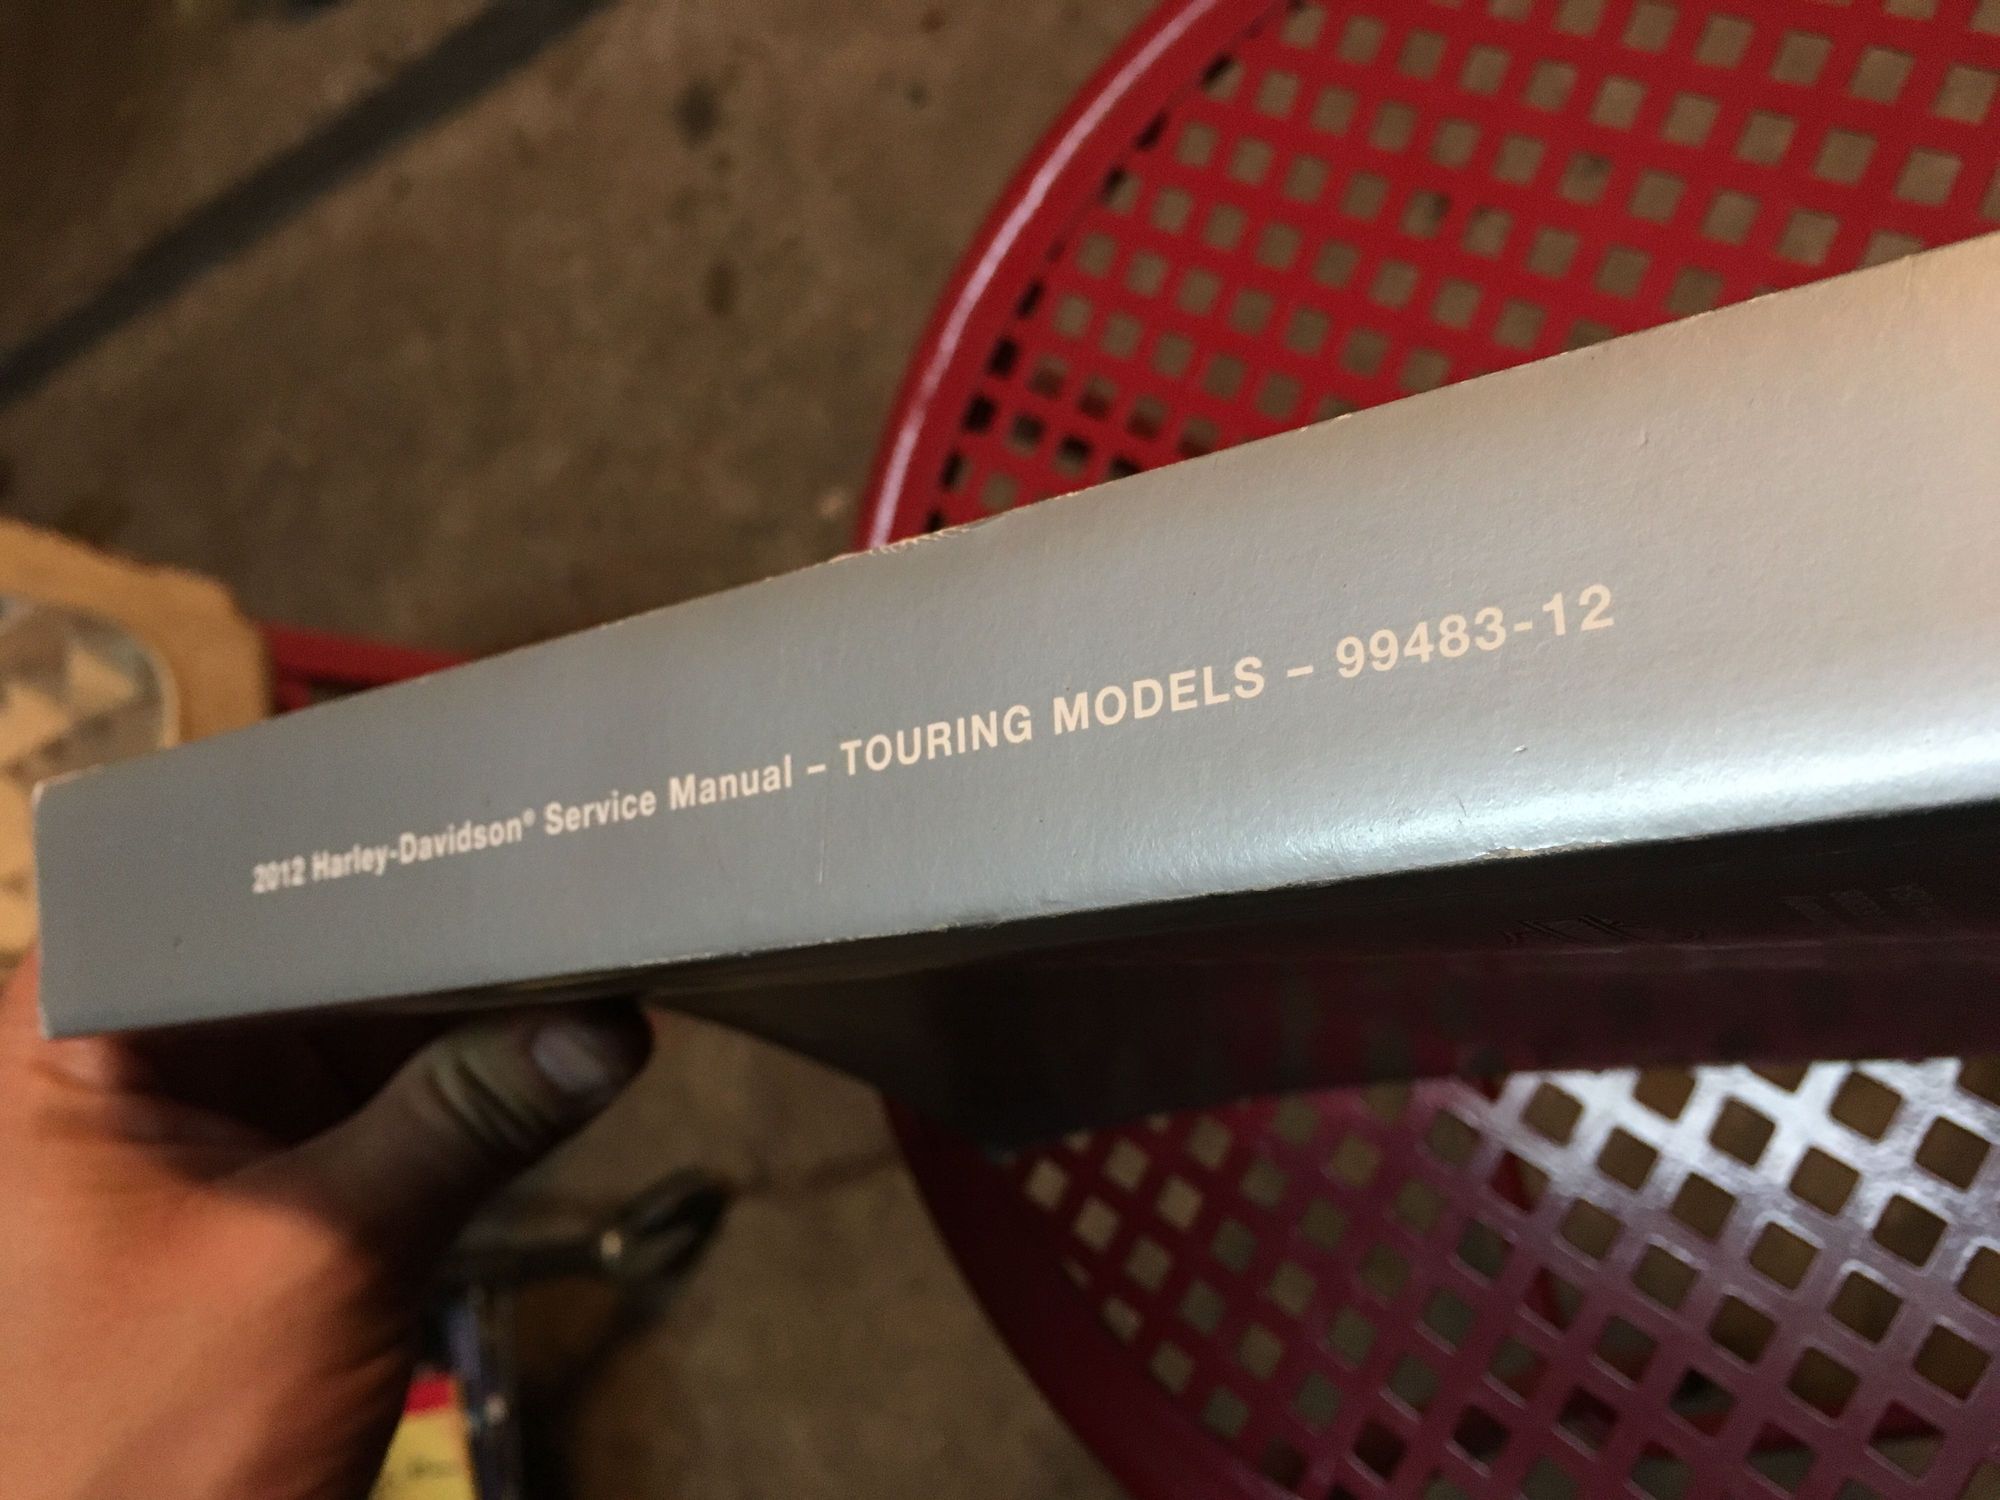 2012 Harley-Davidson® Service Manual – TOURING MODELS – 99483-12